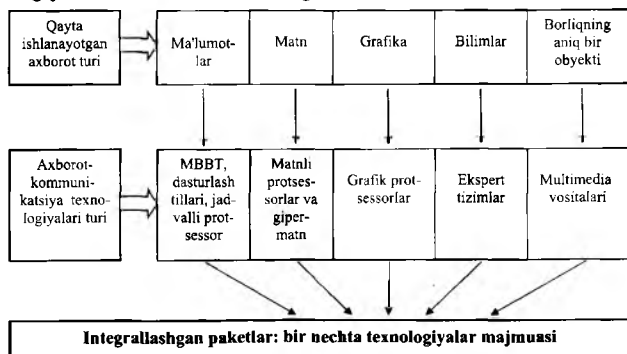 Qayta
ishlanayotgan
axborot turi
Ma'lumot-
lar
Matn
Grafika
Bilimlar
Borliqning
aniq bir
obyekti
Axborot-
kommuni-
katsiya texno-
logiyalari turi
MBBT,
dasturlash
tillari, jad-
valli prot-
sessor
Matnli
protses-
sorlar va
giper-
matn
Grafik prot-
sessorlar
Ekspert
tizimlar
Multimedia
vositalari
Integrallashgan paketlar: bir nechta texnologiyalar majmuasi